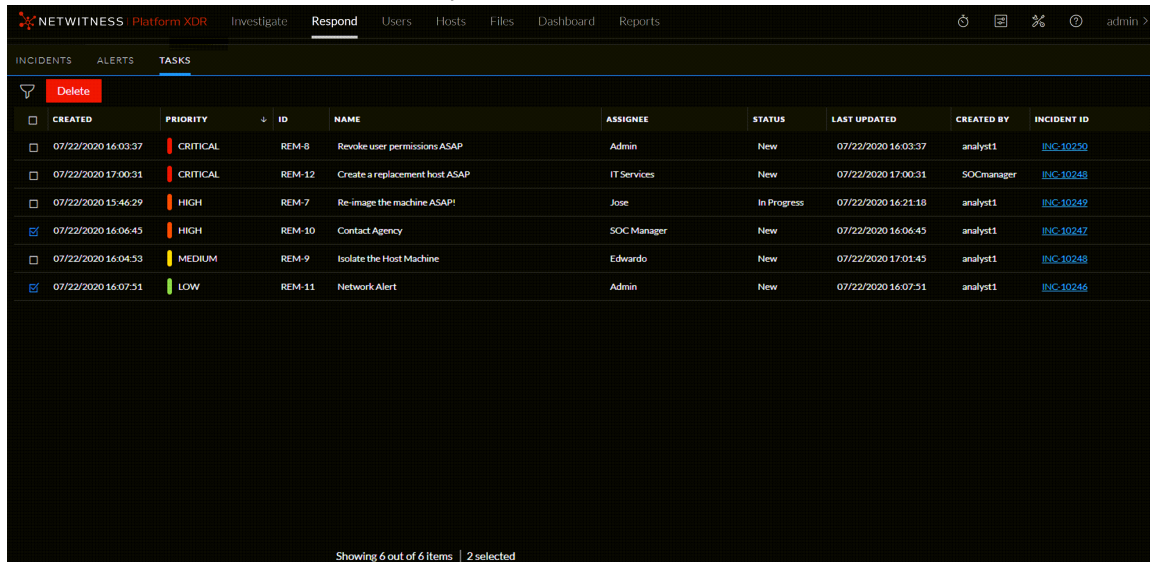 NETWITNESS Platform XDR Investigate Respond Users Hosts Files Dashboard Reports admin >
INCIDENTS ALERTS TASKS
Delete
CREATED PRIORITY ↓ ID NAME ASSIGNEE STATUS LAST UPDATED CREATED BY INCIDENT ID
07/22/2020 16:03:37 CRITICAL REM-8 Revoke user permissions ASAP Admin New 07/22/2020 16:03:37 analyst1 INC-10250
07/22/2020 17:00:31 CRITICAL REM-12 Create a replacement host ASAP IT Services New 07/22/2020 17:00:31 SOCmanager INC-10248
07/22/2020 15:46:29 HIGH REM-7 Re-image the machine ASAP! Jose In Progress 07/22/2020 16:21:18 analyst1 INC-10249
07/22/2020 16:06:45 HIGH REM-10 Contact Agency SOC Manager New 07/22/2020 16:06:45 analyst1 INC-10247
07/22/2020 16:04:53 MEDIUM REM-9 Isolate the Host Machine Edwardo New 07/22/2020 17:01:45 analyst1 INC-10248
07/22/2020 16:07:51 LOW REM-11 Network Alert Admin New 07/22/2020 16:07:51 analyst1 INC-10246
Showing 6 out of 6 items | 2 selected